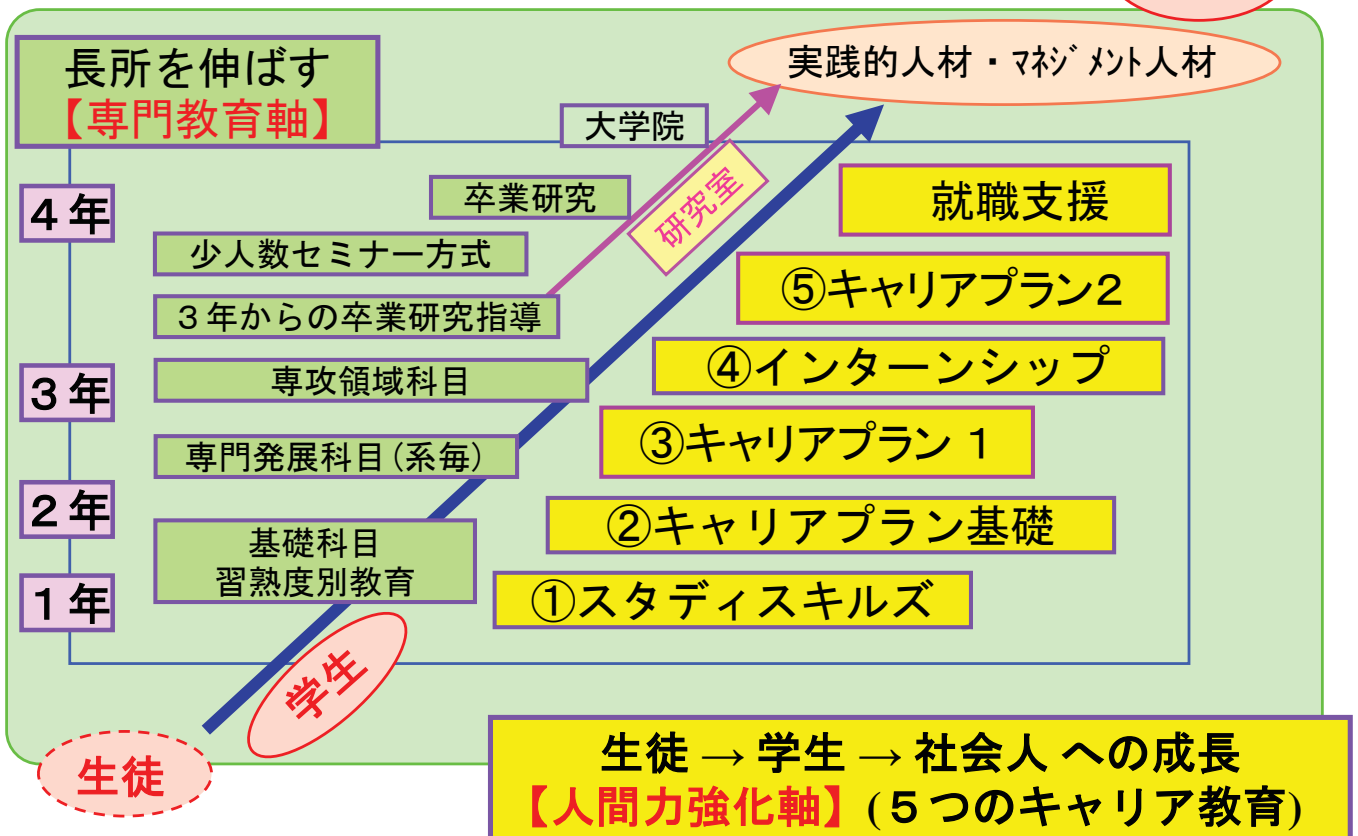 長所を伸ばす
【専門教育軸】
実践的人材・ﾏﾈｼﾞﾒﾝﾄ人材
大学院
４年
卒業研究
研究室
就職支援
少人数セミナー方式
⑤キャリアプラン２
３年からの卒業研究指導
④インターンシップ
３年
専攻領域科目
③キャリアプラン１
専門発展科目(系毎)
２年
②キャリアプラン基礎
基礎科目
習熟度別教育
１年
①スタディスキルズ
学生
生徒
生徒 → 学生 → 社会人 への成長
【人間力強化軸】(５つのキャリア教育)